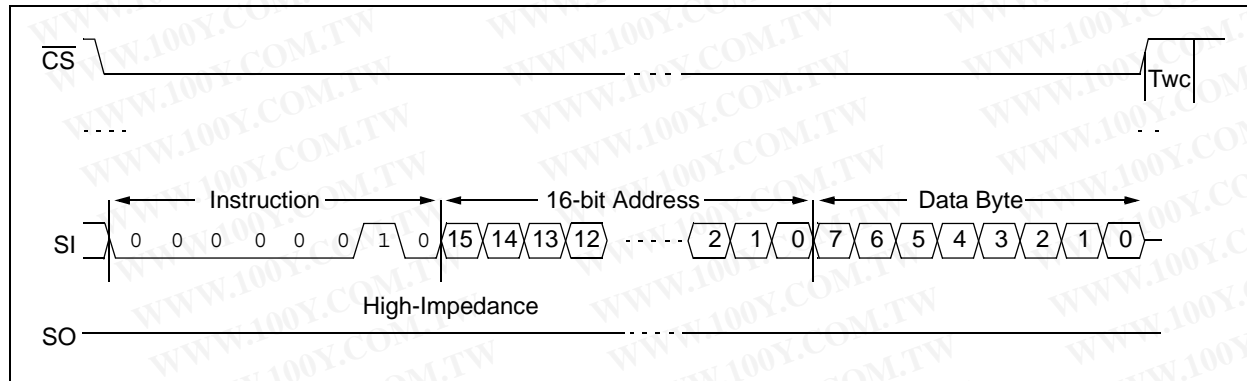 CS
Twc
Instruction 16-bit Address Data Byte
SI 0 0 0 0 0 0 1 0 15 14 13 12 2 1 0 7 6 5 4 3 2 1 0
High-Impedance
SO
WWW.100Y.COM.TW